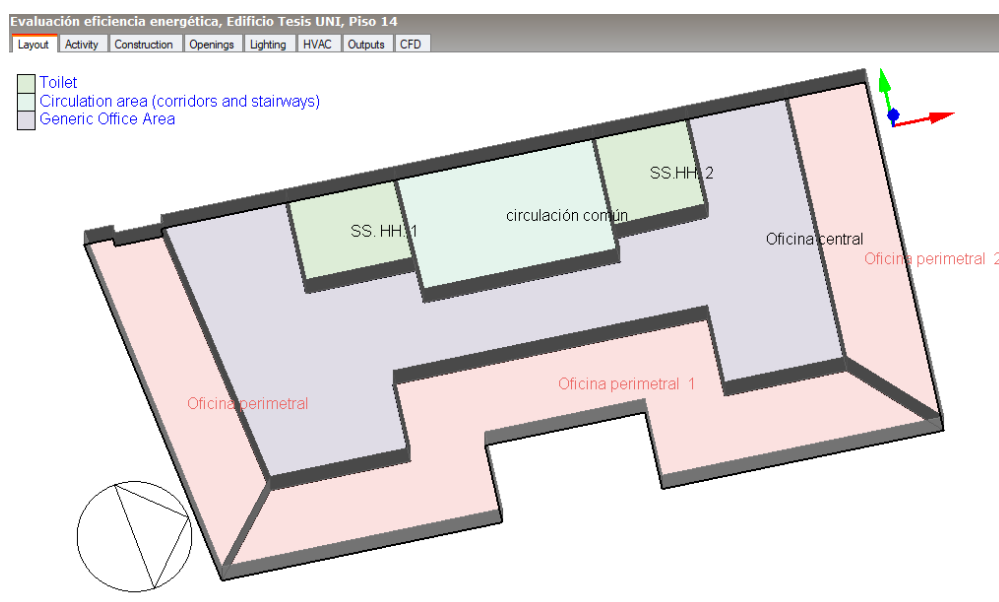 Evaluación eficiencia energética, Edificio Tesis UNI, Piso 14
Layout Activity Construction Openings Lighting HVAC Outputs CFD
Toilet
Circulation area (corridors and stairways)
Generic Office Area
SS.HH. 2
circulación común
SS. HH. 1
Oficina central
Oficina perimetral 2
Oficina perimetral 1
Oficina perimetral